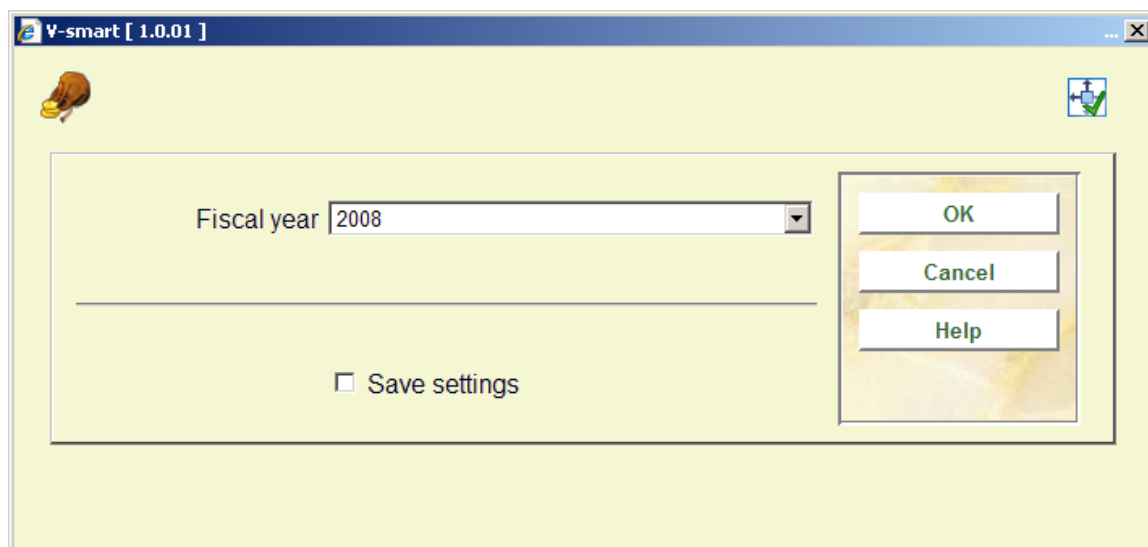 V-smart [ 1.0.01 ]
...
Fiscal year 2008
OK
Cancel
Help
Save settings